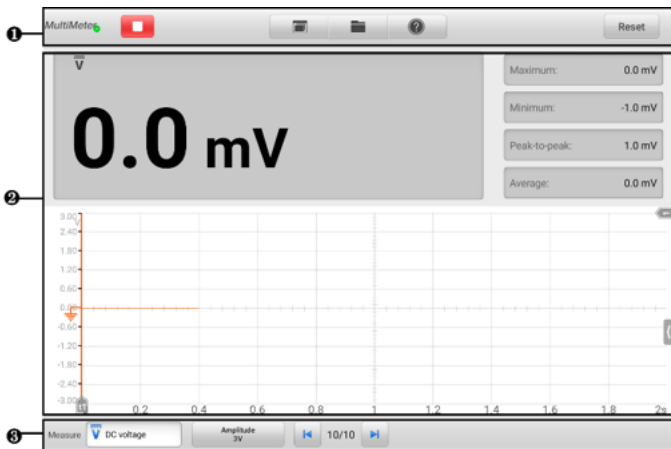 ❶
MultiMeter
Reset
❷
V
0.0 mV
Maximum: 0.0 mV
Minimum: -1.0 mV
Peak-to-peak: 1.0 mV
Average: 0.0 mV
3.00
V
2.40
1.80
1.20
0.60
0.00
-0.60
-1.20
-1.80
-2.40
-3.00
0.2 0.4 0.6 0.8 1 1.2 1.4 1.6 1.8 2s
❸
Measure
V DC voltage
Amplitude
3V
10/10